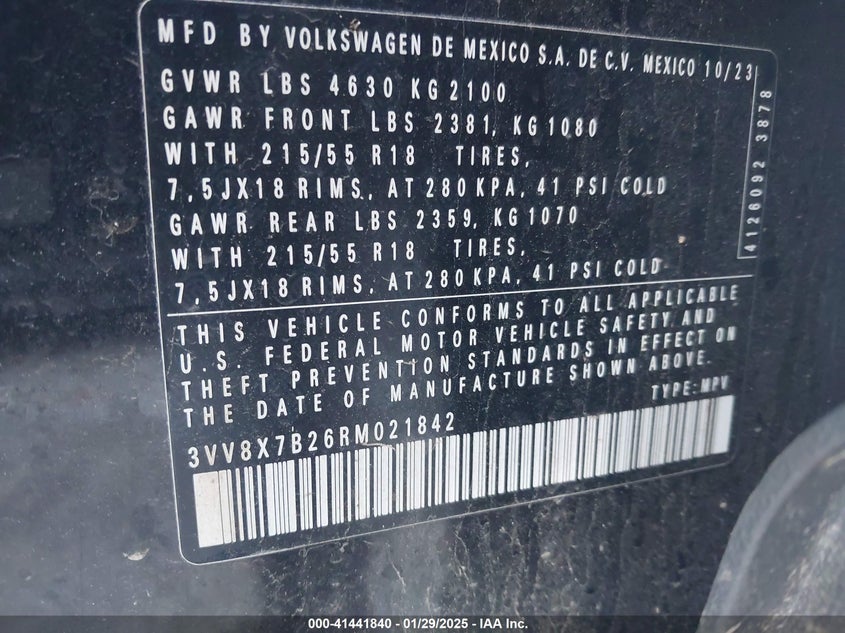 MFD BY VOLKSWAGEN DE MEXICO S.A. DE C.V. MEXICO 10/23
GVWR LBS 4630 KG 2100
GAWR FRONT LBS 2381, KG 1080
WITH 215/55 R18 TIRES,
7,5JX18 RIMS, AT 280 KPA, 41 PSI COLD
GAWR REAR LBS 2359, KG 1070
WITH 215/55 R18 TIRES,
7,5JX18 RIMS, AT 280 KPA, 41 PSI COLD
4126092 3878
THIS VEHICLE CONFORMS TO ALL APPLICABLE
U.S. FEDERAL MOTOR VEHICLE SAFETY AND
THEFT PREVENTION STANDARDS IN EFFECT ON
THE DATE OF MANUFACTURE SHOWN ABOVE.
TYPE: MPV
3VV8X7B26RM021842
000-41441840 - 01/29/2025 - IAA Inc.